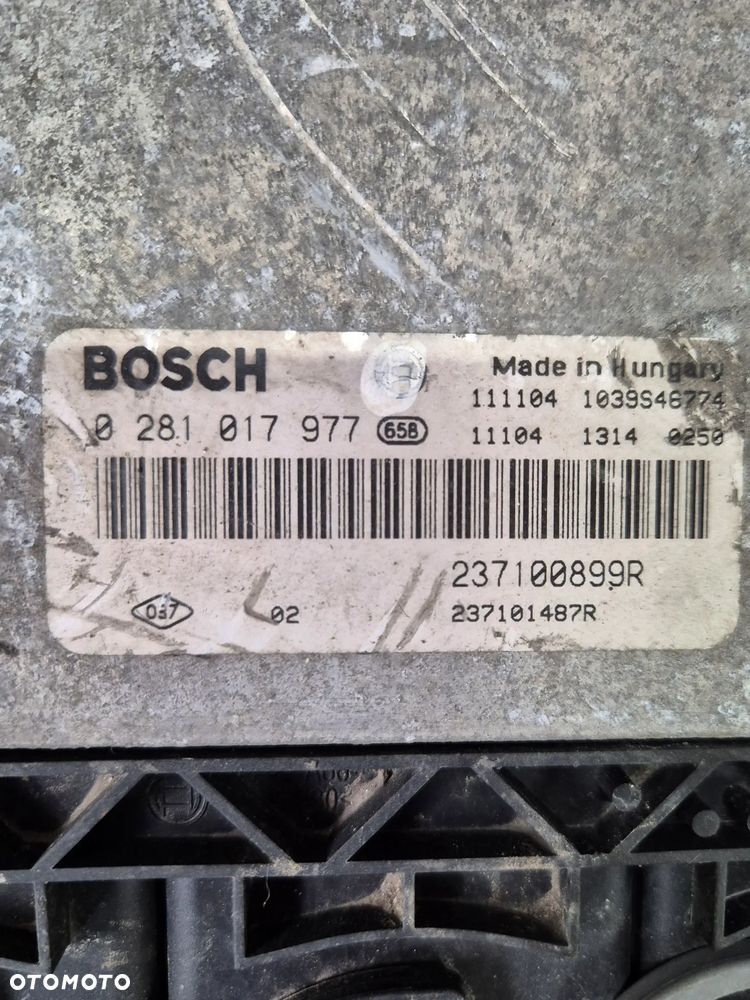 BOSCH
Made in Hungary
111104 1039S46774
0 281 017 977 658
11104 1314 0250
237100899R
037 02
237101487R
OTOMOTO